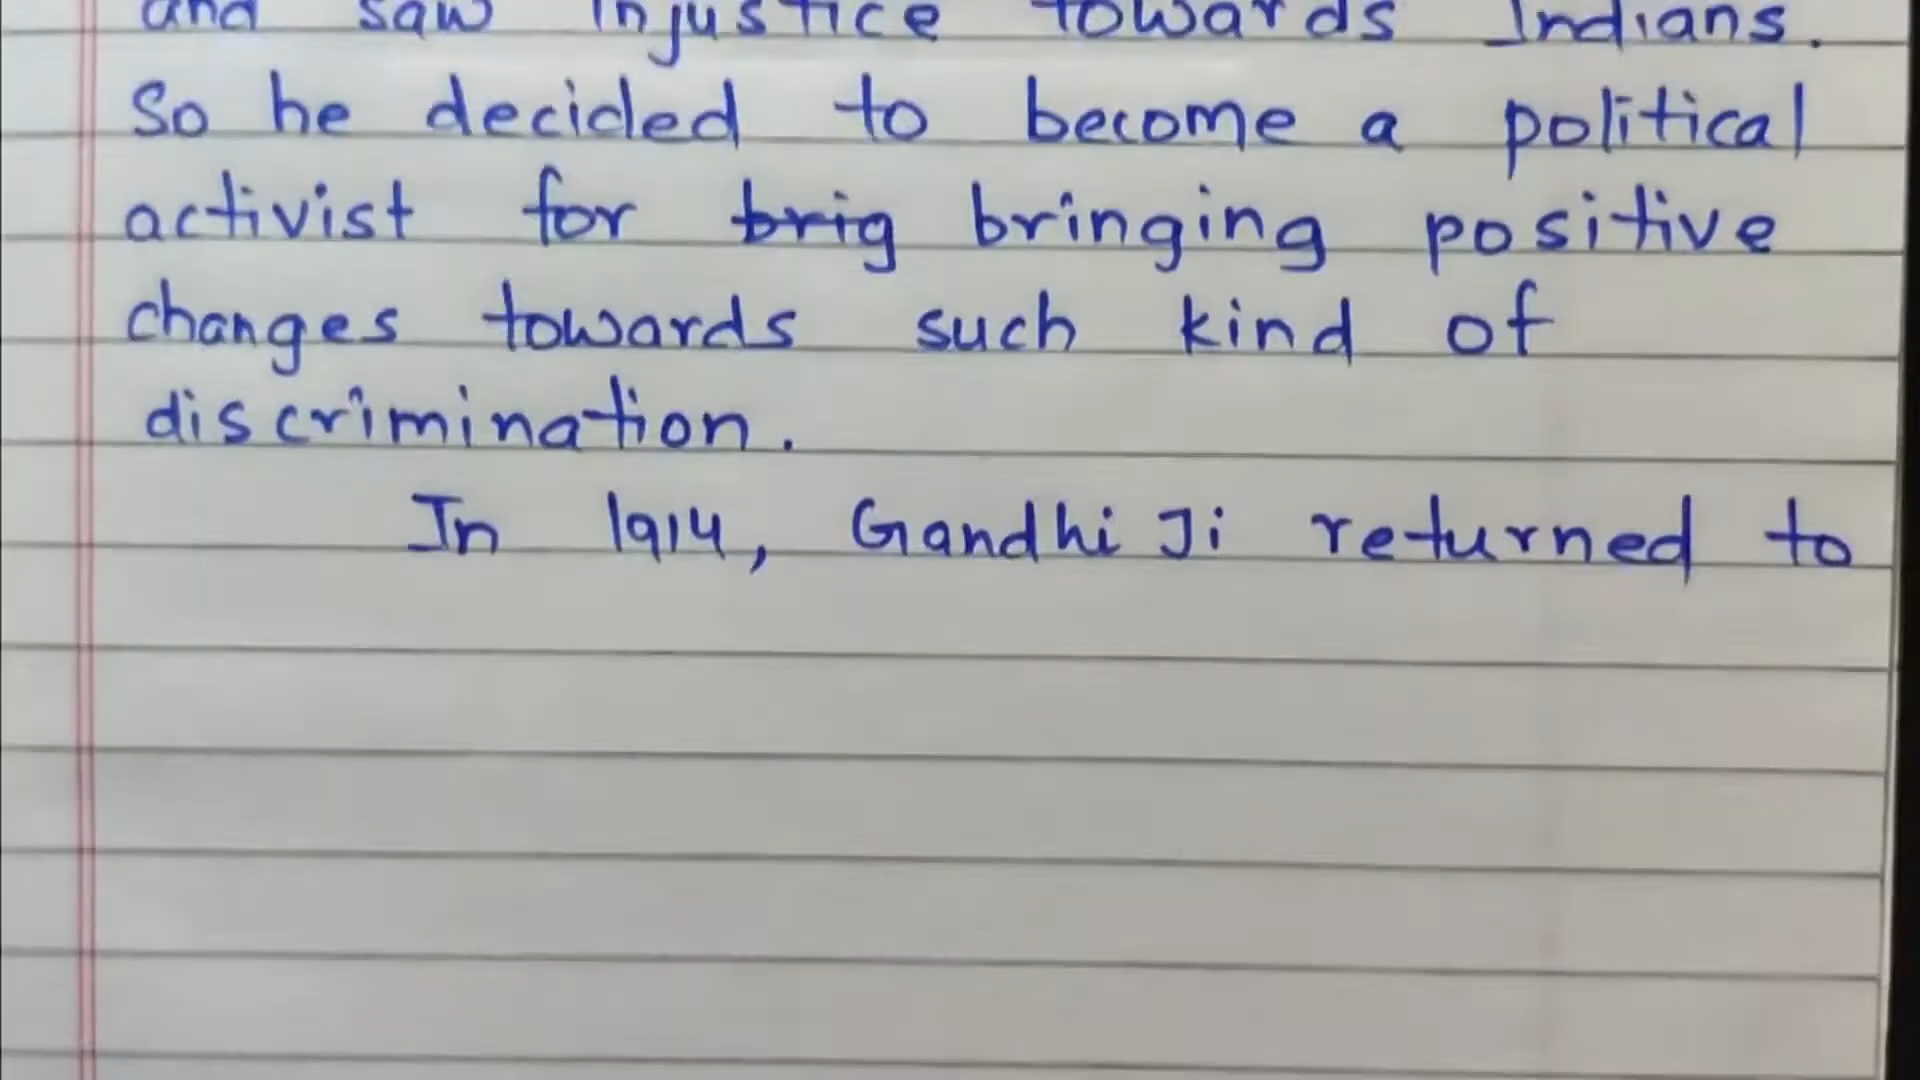 and saw injustice towards Indians.
So he decided to become a political
activist for brig bringing positive
changes towards such kind of
discrimination.
In 1914, Gandhi Ji returned to